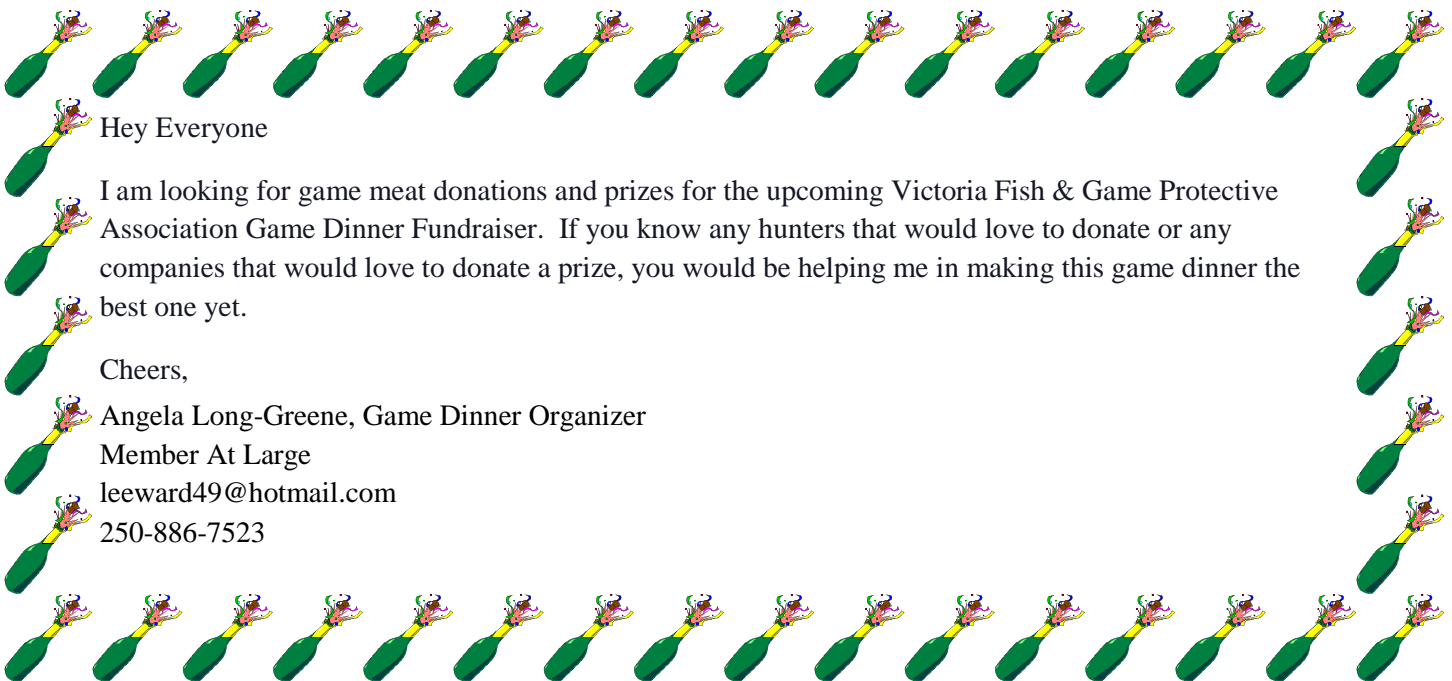 Hey Everyone
I am looking for game meat donations and prizes for the upcoming Victoria Fish & Game Protective
Association Game Dinner Fundraiser.  If you know any hunters that would love to donate or any
companies that would love to donate a prize, you would be helping me in making this game dinner the
best one yet.
Cheers,
Angela Long-Greene, Game Dinner Organizer
Member At Large
leeward49@hotmail.com
250-886-7523